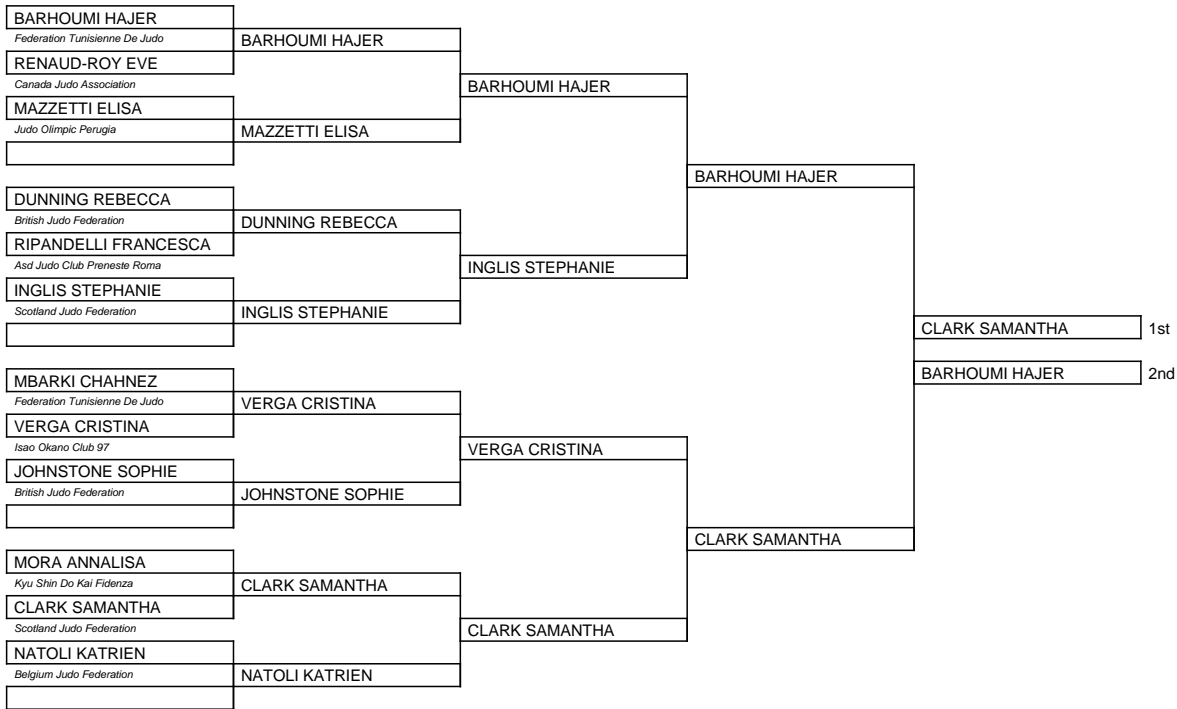 BARHOUMI HAJER
Federation Tunisienne De Judo
BARHOUMI HAJER
RENAUD-ROY EVE
Canada Judo Association
BARHOUMI HAJER
MAZZETTI ELISA
Judo Olimpic Perugia
MAZZETTI ELISA
BARHOUMI HAJER
DUNNING REBECCA
British Judo Federation
DUNNING REBECCA
RIPANDELLI FRANCESCA
Asd Judo Club Preneste Roma
INGLIS STEPHANIE
INGLIS STEPHANIE
Scotland Judo Federation
INGLIS STEPHANIE
CLARK SAMANTHA 1st
BARHOUMI HAJER 2nd
MBARKI CHAHNEZ
Federation Tunisienne De Judo
VERGA CRISTINA
VERGA CRISTINA
Isao Okano Club 97
VERGA CRISTINA
JOHNSTONE SOPHIE
British Judo Federation
JOHNSTONE SOPHIE
CLARK SAMANTHA
MORA ANNALISA
Kyu Shin Do Kai Fidenza
CLARK SAMANTHA
CLARK SAMANTHA
Scotland Judo Federation
CLARK SAMANTHA
NATOLI KATRIEN
Belgium Judo Federation
NATOLI KATRIEN